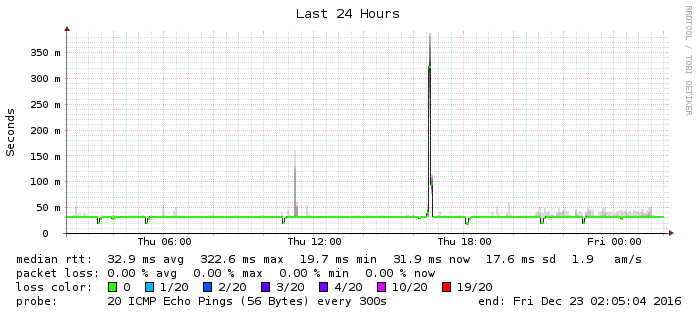 Last 24 Hours
RRDTOOL / TOBI OETIKER
Seconds
350 m
300 m
250 m
200 m
150 m
100 m
50 m
0
Thu 06:00 Thu 12:00 Thu 18:00 Fri 00:00
median rtt: 32.9 ms avg 322.6 ms max 19.7 ms min 31.9 ms now 17.6 ms sd 1.9 am/s
packet loss: 0.00 % avg 0.00 % max 0.00 % min 0.00 % now
loss color: 0 1/20 2/20 3/20 4/20 10/20 19/20
probe: 20 ICMP Echo Pings (56 Bytes) every 300s end: Fri Dec 23 02:05:04 2016